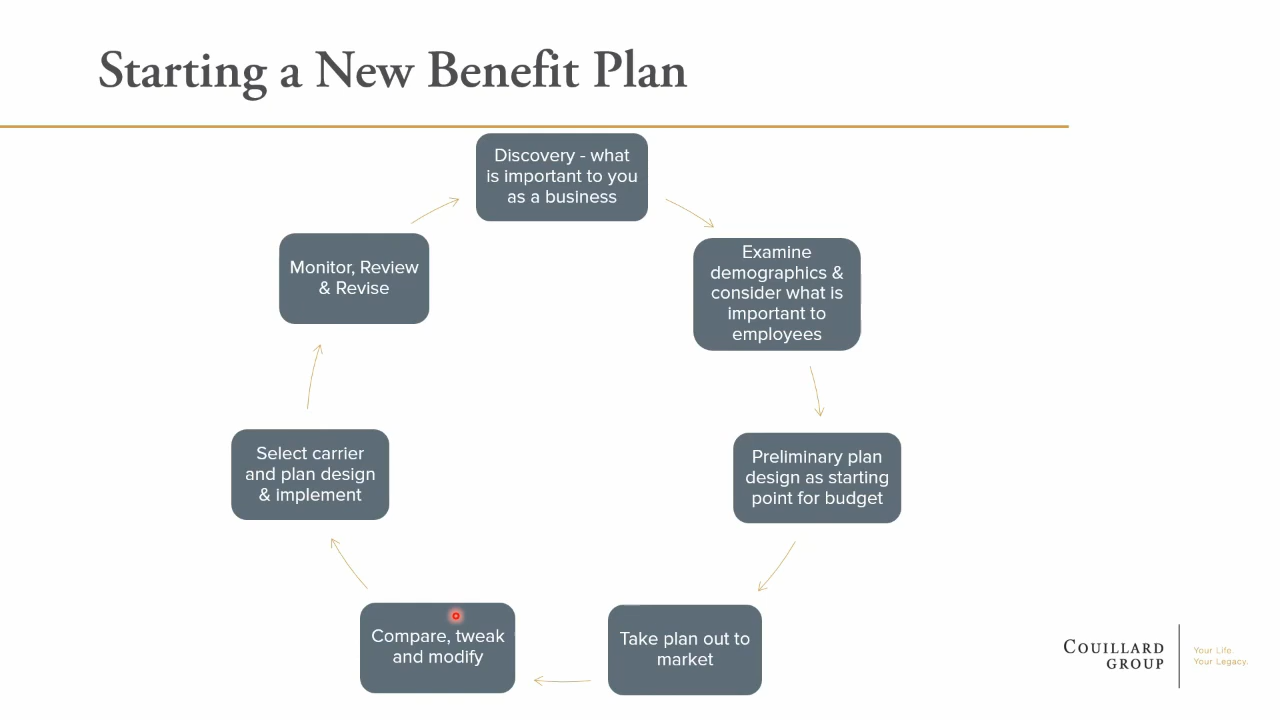 Starting a New Benefit Plan
Discovery - what
is important to you
as a business
Examine
demographics &
consider what is
important to
employees
Preliminary plan
design as starting
point for budget
Take plan out to
market
Compare, tweak
and modify
Select carrier
and plan design
& implement
Monitor, Review
& Revise
COUILLARD
GROUP
Your Life.
Your Legacy.